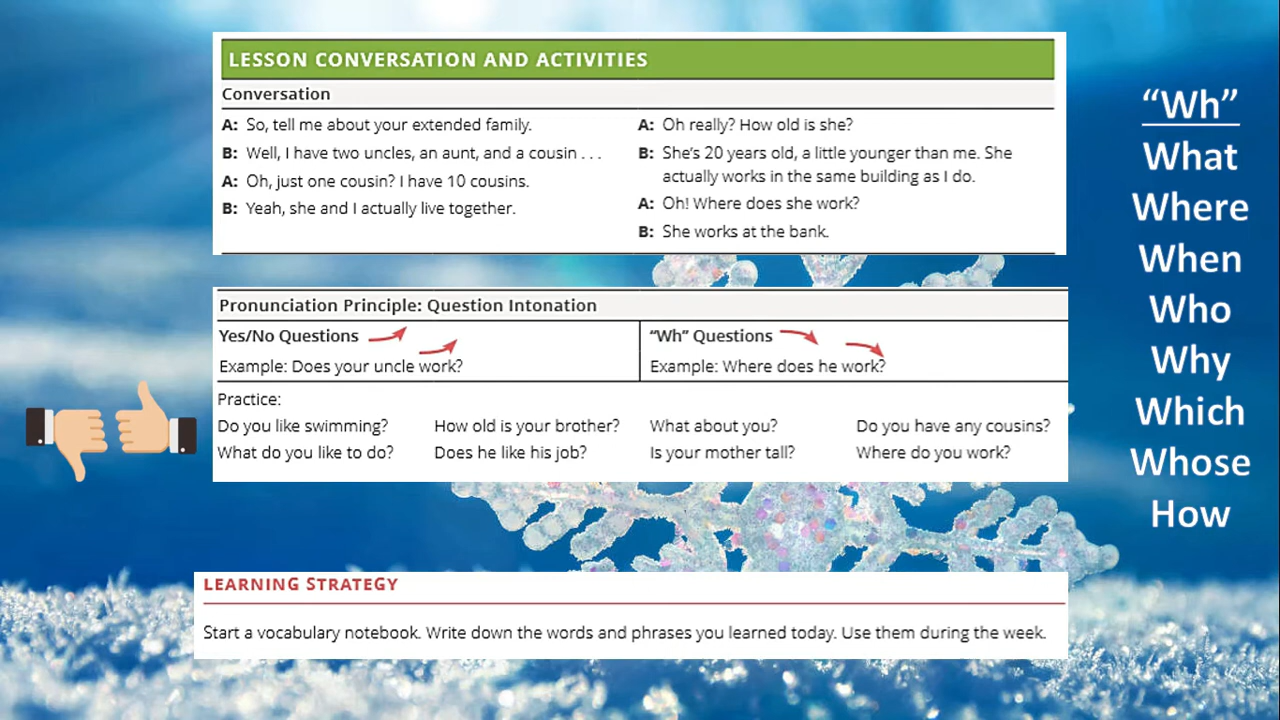 LESSON CONVERSATION AND ACTIVITIES
Conversation
A: So, tell me about your extended family.
B: Well, I have two uncles, an aunt, and a cousin . . .
A: Oh, just one cousin? I have 10 cousins.
B: Yeah, she and I actually live together.
A: Oh really? How old is she?
B: She's 20 years old, a little younger than me. She
actually works in the same building as I do.
A: Oh! Where does she work?
B: She works at the bank.
Pronunciation Principle: Question Intonation
Yes/No Questions
Example: Does your uncle work?
“Wh” Questions
Example: Where does he work?
Practice:
Do you like swimming? How old is your brother? What about you? Do you have any cousins?
What do you like to do? Does he like his job? Is your mother tall? Where do you work?
LEARNING STRATEGY
Start a vocabulary notebook. Write down the words and phrases you learned today. Use them during the week.
“Wh”
What
Where
When
Who
Why
Which
Whose
How